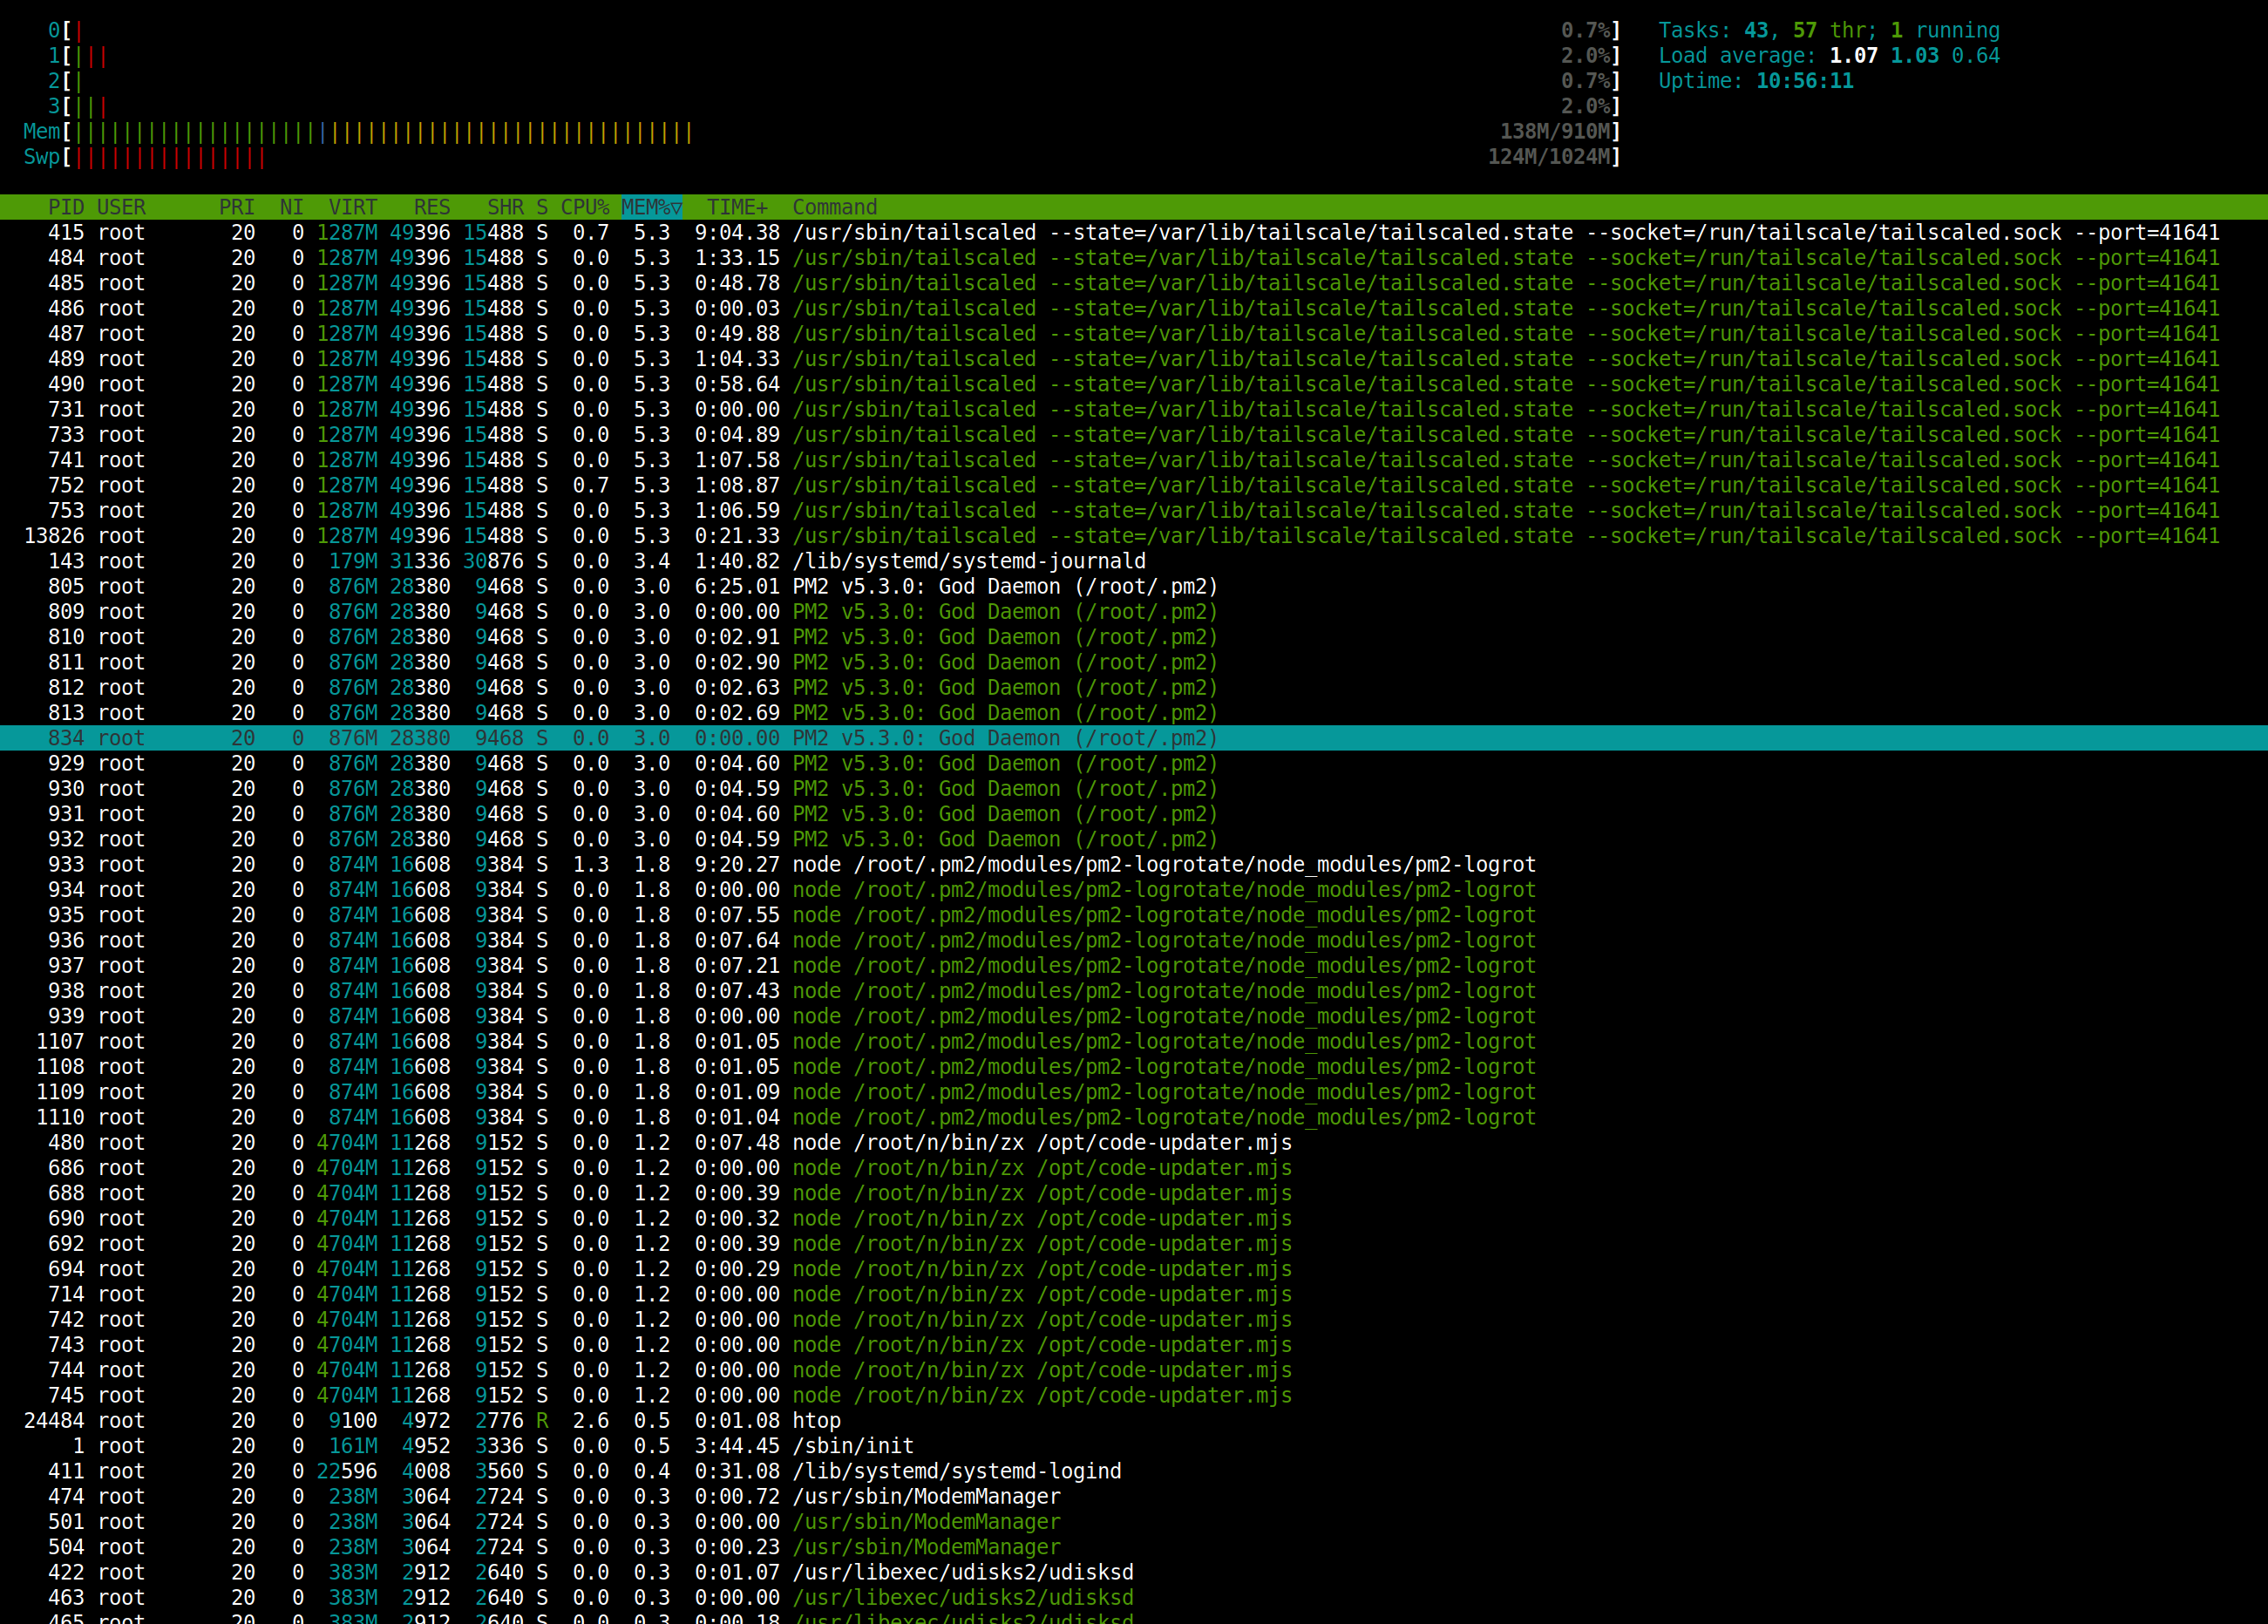 0[| 0.7%] Tasks: 43, 57 thr; 1 running
1[||| 2.0%] Load average: 1.07 1.03 0.64
2[| 0.7%] Uptime: 10:56:11
3[||| 2.0%]
Mem[||||||||||||||||||||||||||||||||||||||||||||||||||| 138M/910M]
Swp[|||||||||||||||| 124M/1024M]
PID USER PRI NI VIRT RES SHR S CPU% MEM%▽ TIME+ Command
415 root 20 0 1287M 49396 15488 S 0.7 5.3 9:04.38 /usr/sbin/tailscaled --state=/var/lib/tailscale/tailscaled.state --socket=/run/tailscale/tailscaled.sock --port=41641
484 root 20 0 1287M 49396 15488 S 0.0 5.3 1:33.15 /usr/sbin/tailscaled --state=/var/lib/tailscale/tailscaled.state --socket=/run/tailscale/tailscaled.sock --port=41641
485 root 20 0 1287M 49396 15488 S 0.0 5.3 0:48.78 /usr/sbin/tailscaled --state=/var/lib/tailscale/tailscaled.state --socket=/run/tailscale/tailscaled.sock --port=41641
486 root 20 0 1287M 49396 15488 S 0.0 5.3 0:00.03 /usr/sbin/tailscaled --state=/var/lib/tailscale/tailscaled.state --socket=/run/tailscale/tailscaled.sock --port=41641
487 root 20 0 1287M 49396 15488 S 0.0 5.3 0:49.88 /usr/sbin/tailscaled --state=/var/lib/tailscale/tailscaled.state --socket=/run/tailscale/tailscaled.sock --port=41641
489 root 20 0 1287M 49396 15488 S 0.0 5.3 1:04.33 /usr/sbin/tailscaled --state=/var/lib/tailscale/tailscaled.state --socket=/run/tailscale/tailscaled.sock --port=41641
490 root 20 0 1287M 49396 15488 S 0.0 5.3 0:58.64 /usr/sbin/tailscaled --state=/var/lib/tailscale/tailscaled.state --socket=/run/tailscale/tailscaled.sock --port=41641
731 root 20 0 1287M 49396 15488 S 0.0 5.3 0:00.00 /usr/sbin/tailscaled --state=/var/lib/tailscale/tailscaled.state --socket=/run/tailscale/tailscaled.sock --port=41641
733 root 20 0 1287M 49396 15488 S 0.0 5.3 0:04.89 /usr/sbin/tailscaled --state=/var/lib/tailscale/tailscaled.state --socket=/run/tailscale/tailscaled.sock --port=41641
741 root 20 0 1287M 49396 15488 S 0.0 5.3 1:07.58 /usr/sbin/tailscaled --state=/var/lib/tailscale/tailscaled.state --socket=/run/tailscale/tailscaled.sock --port=41641
752 root 20 0 1287M 49396 15488 S 0.7 5.3 1:08.87 /usr/sbin/tailscaled --state=/var/lib/tailscale/tailscaled.state --socket=/run/tailscale/tailscaled.sock --port=41641
753 root 20 0 1287M 49396 15488 S 0.0 5.3 1:06.59 /usr/sbin/tailscaled --state=/var/lib/tailscale/tailscaled.state --socket=/run/tailscale/tailscaled.sock --port=41641
13826 root 20 0 1287M 49396 15488 S 0.0 5.3 0:21.33 /usr/sbin/tailscaled --state=/var/lib/tailscale/tailscaled.state --socket=/run/tailscale/tailscaled.sock --port=41641
143 root 20 0 179M 31336 30876 S 0.0 3.4 1:40.82 /lib/systemd/systemd-journald
805 root 20 0 876M 28380 9468 S 0.0 3.0 6:25.01 PM2 v5.3.0: God Daemon (/root/.pm2)
809 root 20 0 876M 28380 9468 S 0.0 3.0 0:00.00 PM2 v5.3.0: God Daemon (/root/.pm2)
810 root 20 0 876M 28380 9468 S 0.0 3.0 0:02.91 PM2 v5.3.0: God Daemon (/root/.pm2)
811 root 20 0 876M 28380 9468 S 0.0 3.0 0:02.90 PM2 v5.3.0: God Daemon (/root/.pm2)
812 root 20 0 876M 28380 9468 S 0.0 3.0 0:02.63 PM2 v5.3.0: God Daemon (/root/.pm2)
813 root 20 0 876M 28380 9468 S 0.0 3.0 0:02.69 PM2 v5.3.0: God Daemon (/root/.pm2)
834 root 20 0 876M 28380 9468 S 0.0 3.0 0:00.00 PM2 v5.3.0: God Daemon (/root/.pm2)
929 root 20 0 876M 28380 9468 S 0.0 3.0 0:04.60 PM2 v5.3.0: God Daemon (/root/.pm2)
930 root 20 0 876M 28380 9468 S 0.0 3.0 0:04.59 PM2 v5.3.0: God Daemon (/root/.pm2)
931 root 20 0 876M 28380 9468 S 0.0 3.0 0:04.60 PM2 v5.3.0: God Daemon (/root/.pm2)
932 root 20 0 876M 28380 9468 S 0.0 3.0 0:04.59 PM2 v5.3.0: God Daemon (/root/.pm2)
933 root 20 0 874M 16608 9384 S 1.3 1.8 9:20.27 node /root/.pm2/modules/pm2-logrotate/node_modules/pm2-logrot
934 root 20 0 874M 16608 9384 S 0.0 1.8 0:00.00 node /root/.pm2/modules/pm2-logrotate/node_modules/pm2-logrot
935 root 20 0 874M 16608 9384 S 0.0 1.8 0:07.55 node /root/.pm2/modules/pm2-logrotate/node_modules/pm2-logrot
936 root 20 0 874M 16608 9384 S 0.0 1.8 0:07.64 node /root/.pm2/modules/pm2-logrotate/node_modules/pm2-logrot
937 root 20 0 874M 16608 9384 S 0.0 1.8 0:07.21 node /root/.pm2/modules/pm2-logrotate/node_modules/pm2-logrot
938 root 20 0 874M 16608 9384 S 0.0 1.8 0:07.43 node /root/.pm2/modules/pm2-logrotate/node_modules/pm2-logrot
939 root 20 0 874M 16608 9384 S 0.0 1.8 0:00.00 node /root/.pm2/modules/pm2-logrotate/node_modules/pm2-logrot
1107 root 20 0 874M 16608 9384 S 0.0 1.8 0:01.05 node /root/.pm2/modules/pm2-logrotate/node_modules/pm2-logrot
1108 root 20 0 874M 16608 9384 S 0.0 1.8 0:01.05 node /root/.pm2/modules/pm2-logrotate/node_modules/pm2-logrot
1109 root 20 0 874M 16608 9384 S 0.0 1.8 0:01.09 node /root/.pm2/modules/pm2-logrotate/node_modules/pm2-logrot
1110 root 20 0 874M 16608 9384 S 0.0 1.8 0:01.04 node /root/.pm2/modules/pm2-logrotate/node_modules/pm2-logrot
480 root 20 0 4704M 11268 9152 S 0.0 1.2 0:07.48 node /root/n/bin/zx /opt/code-updater.mjs
686 root 20 0 4704M 11268 9152 S 0.0 1.2 0:00.00 node /root/n/bin/zx /opt/code-updater.mjs
688 root 20 0 4704M 11268 9152 S 0.0 1.2 0:00.39 node /root/n/bin/zx /opt/code-updater.mjs
690 root 20 0 4704M 11268 9152 S 0.0 1.2 0:00.32 node /root/n/bin/zx /opt/code-updater.mjs
692 root 20 0 4704M 11268 9152 S 0.0 1.2 0:00.39 node /root/n/bin/zx /opt/code-updater.mjs
694 root 20 0 4704M 11268 9152 S 0.0 1.2 0:00.29 node /root/n/bin/zx /opt/code-updater.mjs
714 root 20 0 4704M 11268 9152 S 0.0 1.2 0:00.00 node /root/n/bin/zx /opt/code-updater.mjs
742 root 20 0 4704M 11268 9152 S 0.0 1.2 0:00.00 node /root/n/bin/zx /opt/code-updater.mjs
743 root 20 0 4704M 11268 9152 S 0.0 1.2 0:00.00 node /root/n/bin/zx /opt/code-updater.mjs
744 root 20 0 4704M 11268 9152 S 0.0 1.2 0:00.00 node /root/n/bin/zx /opt/code-updater.mjs
745 root 20 0 4704M 11268 9152 S 0.0 1.2 0:00.00 node /root/n/bin/zx /opt/code-updater.mjs
24484 root 20 0 9100 4972 2776 R 2.6 0.5 0:01.08 htop
1 root 20 0 161M 4952 3336 S 0.0 0.5 3:44.45 /sbin/init
411 root 20 0 22596 4008 3560 S 0.0 0.4 0:31.08 /lib/systemd/systemd-logind
474 root 20 0 238M 3064 2724 S 0.0 0.3 0:00.72 /usr/sbin/ModemManager
501 root 20 0 238M 3064 2724 S 0.0 0.3 0:00.00 /usr/sbin/ModemManager
504 root 20 0 238M 3064 2724 S 0.0 0.3 0:00.23 /usr/sbin/ModemManager
422 root 20 0 383M 2912 2640 S 0.0 0.3 0:01.07 /usr/libexec/udisks2/udisksd
463 root 20 0 383M 2912 2640 S 0.0 0.3 0:00.00 /usr/libexec/udisks2/udisksd
465 root 20 0 383M 2912 2640 S 0.0 0.3 0:00.18 /usr/libexec/udisks2/udisksd